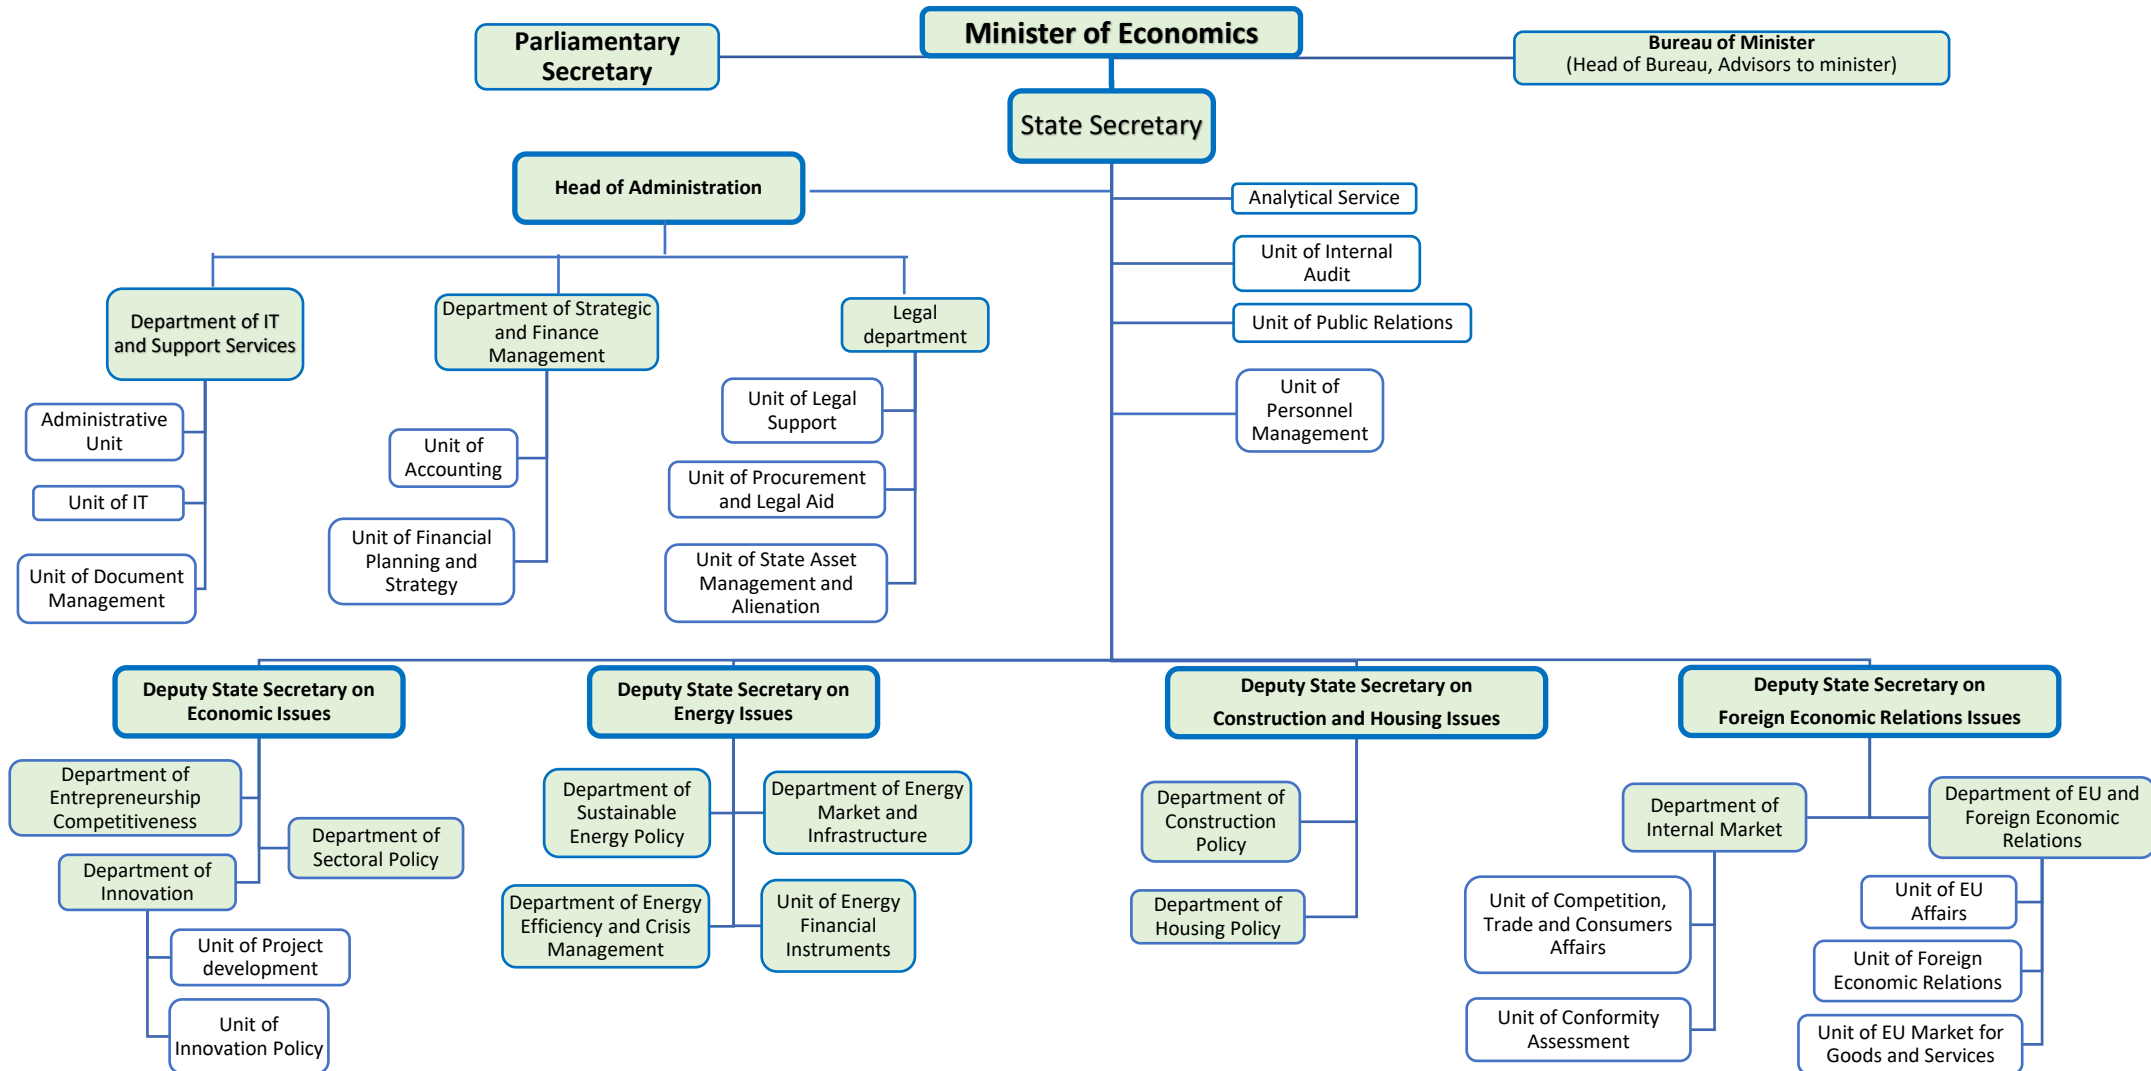 Parliamentary
Secretary
Minister of Economics
Bureau of Minister
(Head of Bureau, Advisors to minister)
State Secretary
Head of Administration
Analytical Service
Unit of Internal
Audit
Unit of Public Relations
Unit of
Personnel
Management
Department of IT
and Support Services
Administrative
Unit
Unit of IT
Unit of Document
Management
Department of Strategic
and Finance
Management
Unit of
Accounting
Unit of Financial
Planning and
Strategy
Legal
department
Unit of Legal
Support
Unit of Procurement
and Legal Aid
Unit of State Asset
Management and
Alienation
Deputy State Secretary on
Economic Issues
Department of
Entrepreneurship
Competitiveness
Department of
Sectoral Policy
Department of
Innovation
Unit of Project
development
Unit of
Innovation Policy
Deputy State Secretary on
Energy Issues
Department of
Sustainable
Energy Policy
Department of Energy
Market and
Infrastructure
Department of Energy
Efficiency and Crisis
Management
Unit of Energy
Financial
Instruments
Deputy State Secretary on
Construction and Housing Issues
Department of
Construction
Policy
Department of
Housing Policy
Deputy State Secretary on
Foreign Economic Relations Issues
Department of
Internal Market
Unit of Competition,
Trade and Consumers
Affairs
Unit of Conformity
Assessment
Department of EU and
Foreign Economic
Relations
Unit of EU
Affairs
Unit of Foreign
Economic Relations
Unit of EU Market for
Goods and Services